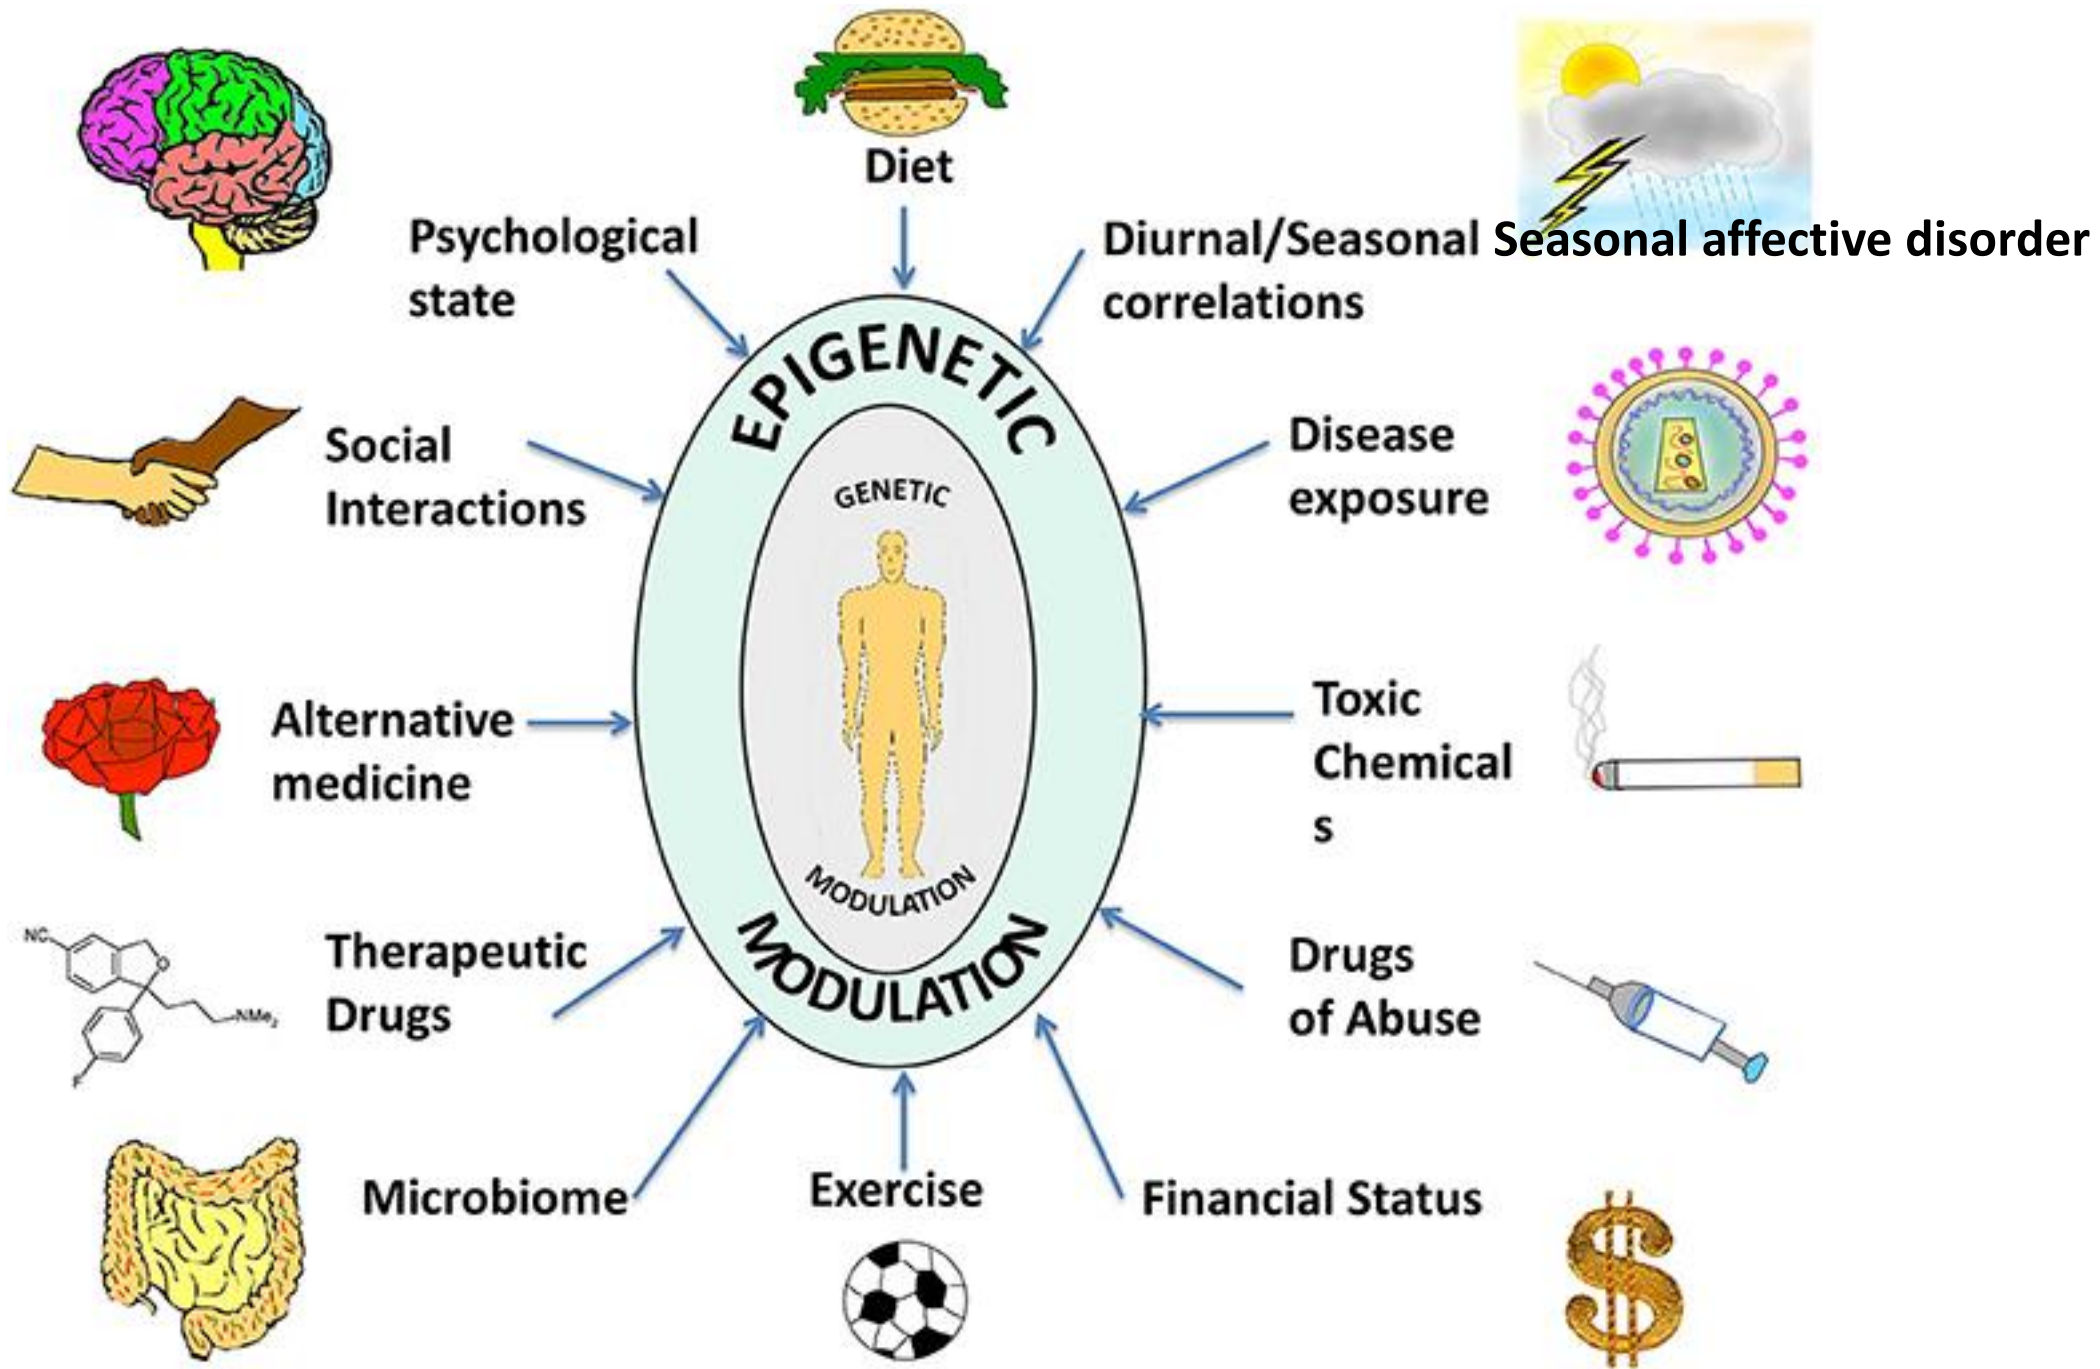 Diet
Psychological
state
Diurnal/Seasonal Seasonal affective disorder
correlations
EPIGENETIC
Social
Interactions
Disease
exposure
GENETIC
Alternative
medicine
Toxic
Chemical
s
MODULATION
MODULATION
Therapeutic
Drugs
Drugs
of Abuse
NC
O
NMe2
F
Microbiome
Exercise
Financial Status